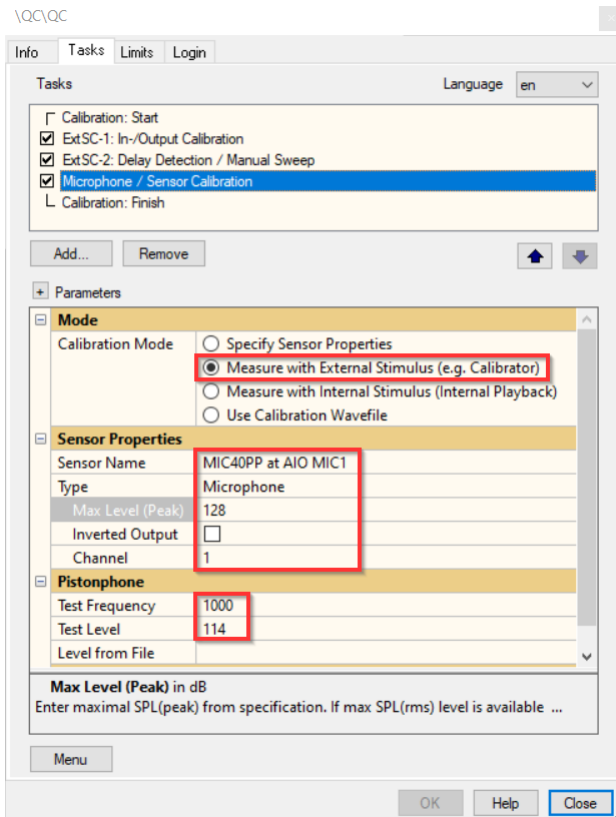 \QC\QC
Info Tasks Limits Login
Tasks Language en
Calibration: Start
ExtSC-1: In-/Output Calibration
ExtSC-2: Delay Detection / Manual Sweep
Microphone / Sensor Calibration
Calibration: Finish
Add... Remove
Parameters
Mode
Calibration Mode Specify Sensor Properties
Measure with External Stimulus (e.g. Calibrator)
Measure with Internal Stimulus (Internal Playback)
Use Calibration Wavefile
Sensor Properties
Sensor Name MIC40PP at AIO MIC1
Type Microphone
Max Level (Peak) 128
Inverted Output
Channel 1
Pistonphone
Test Frequency 1000
Test Level 114
Level from File
Max Level (Peak) in dB
Enter maximal SPL(peak) from specification. If max SPL(rms) level is available ...
Menu
OK Help Close